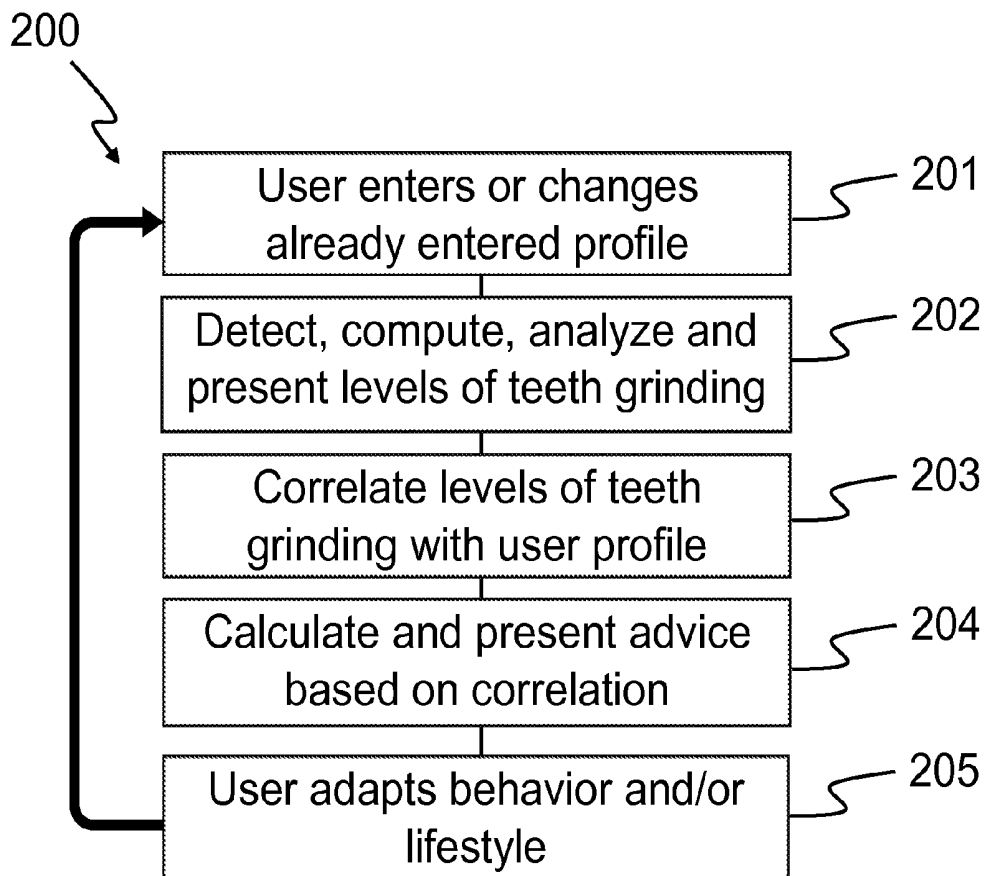 200
User enters or changes
already entered profile
201
Detect, compute, analyze and
present levels of teeth grinding
202
Correlate levels of teeth
grinding with user profile
203
Calculate and present advice
based on correlation
204
User adapts behavior and/or
lifestyle
205